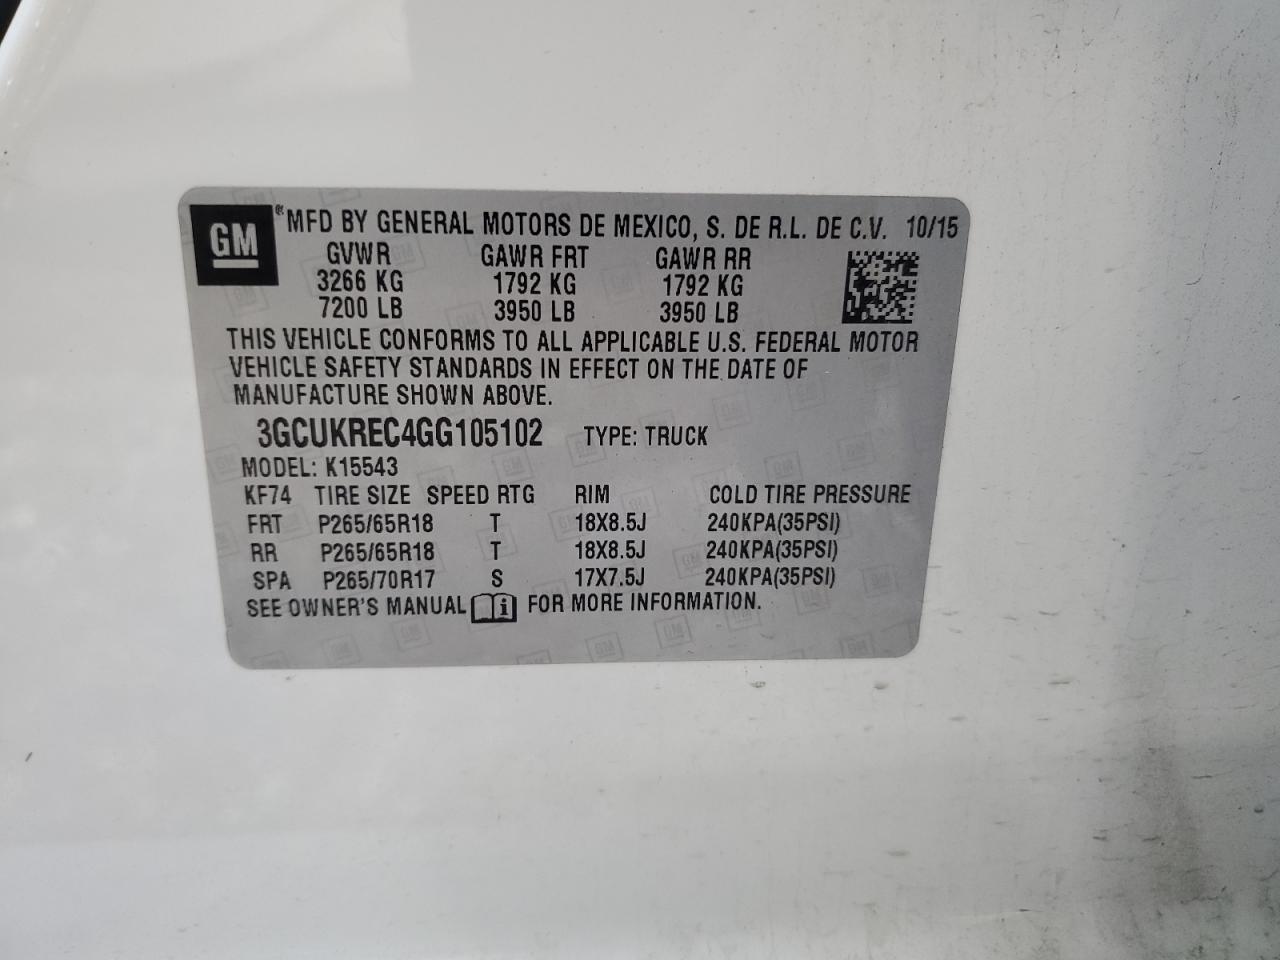 GM ® MFD BY GENERAL MOTORS DE MEXICO, S. DE R.L. DE C.V. 10/15
GVWR GAWR FRT GAWR RR
3266 KG 1792 KG 1792 KG
7200 LB 3950 LB 3950 LB
THIS VEHICLE CONFORMS TO ALL APPLICABLE U.S. FEDERAL MOTOR
VEHICLE SAFETY STANDARDS IN EFFECT ON THE DATE OF
MANUFACTURE SHOWN ABOVE.
3GCUKREC4GG105102 TYPE: TRUCK
MODEL: K15543
KF74 TIRE SIZE SPEED RTG RIM COLD TIRE PRESSURE
FRT P265/65R18 T 18X8.5J 240KPA(35PSI)
RR P265/65R18 T 18X8.5J 240KPA(35PSI)
SPA P265/70R17 S 17X7.5J 240KPA(35PSI)
SEE OWNER'S MANUAL i FOR MORE INFORMATION.